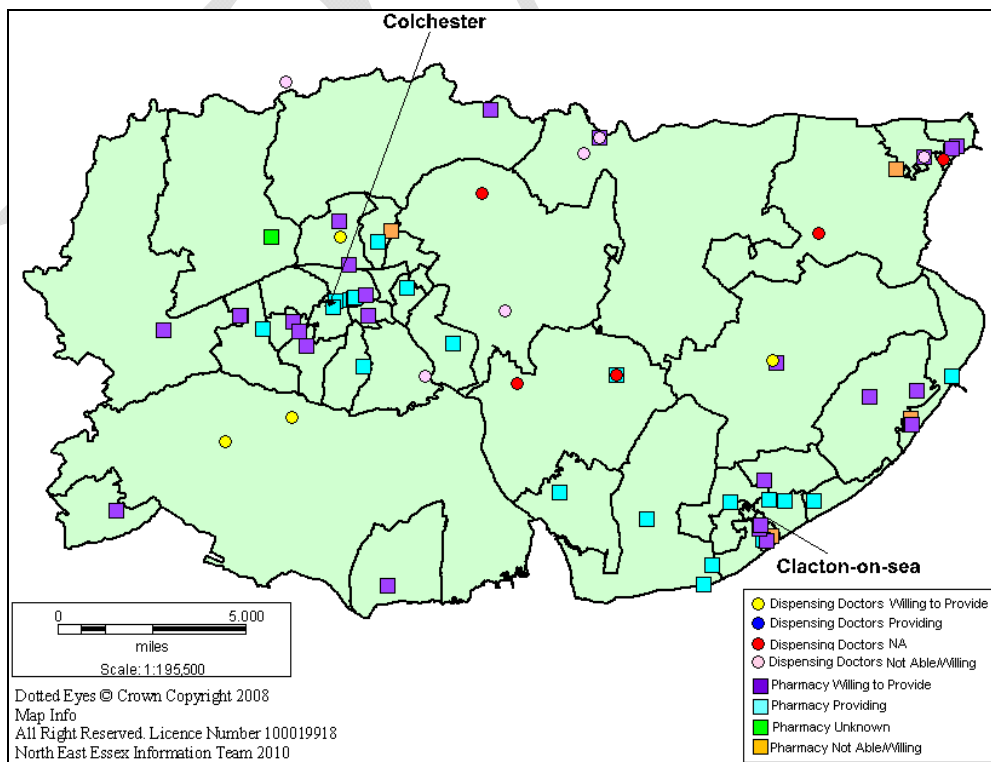 Colchester
Clacton-on-sea
0 5.000
miles
Scale: 1:195,500
Dotted Eyes © Crown Copyright 2008
Map Info
All Right Reserved. Licence Number 100019918
North East Essex Information Team 2010
Dispensing Doctors Willing to Provide
Dispensing Doctors Providing
Dispensing Doctors NA
Dispensing Doctors Not Able/Willing
Pharmacy Willing to Provide
Pharmacy Providing
Pharmacy Unknown
Pharmacy Not Able/Willing